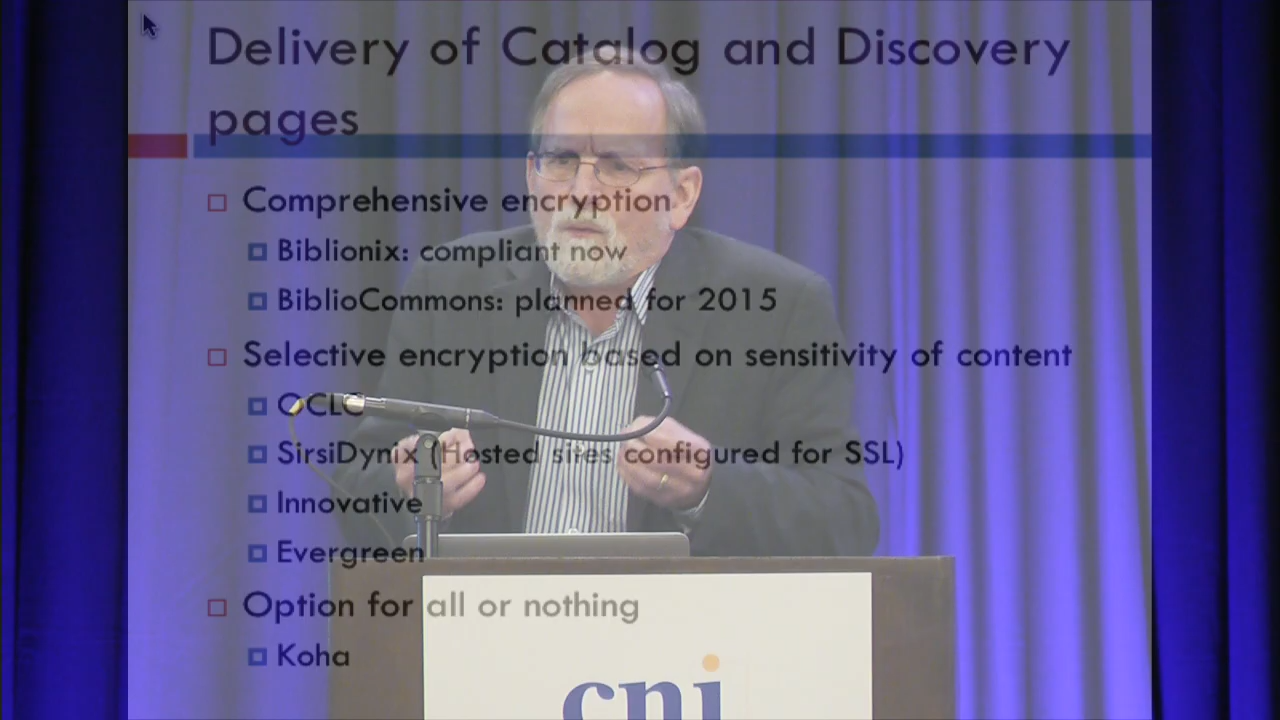 Delivery of Catalog and Discovery
pages
Comprehensive encryption
Biblionix: compliant now
BiblioCommons: planned for 2015
Selective encryption based on sensitivity of content
OCLC
SirsiDynix (Hosted sites configured for SSL)
Innovative
Evergreen
Option for all or nothing
Koha
cni